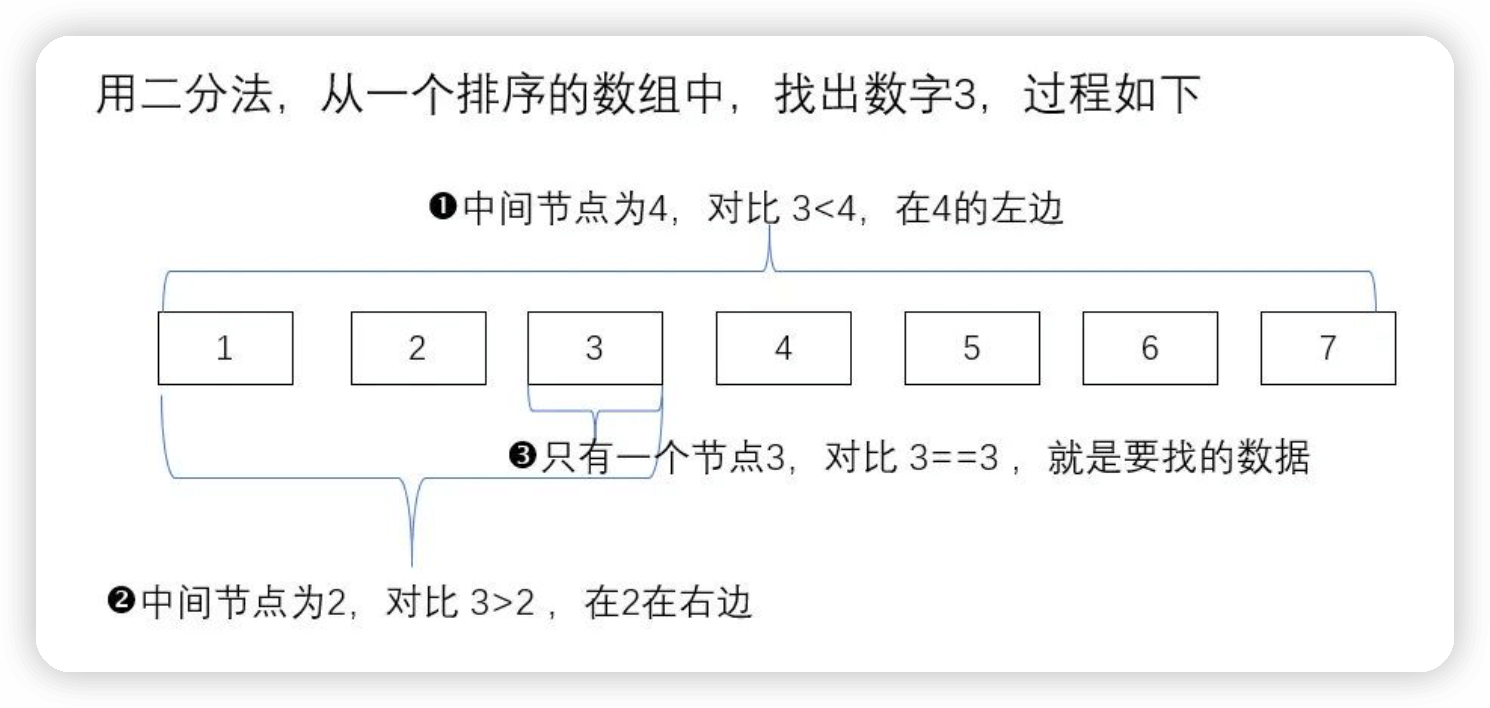 用二分法，从一个排序的数组中，找出数字3，过程如下
❶中间节点为4，对比 3<4，在4的左边
1 2 3 4 5 6 7
❸只有一个节点3，对比 3==3 ，就是要找的数据
❷中间节点为2，对比 3>2 ，在2在右边